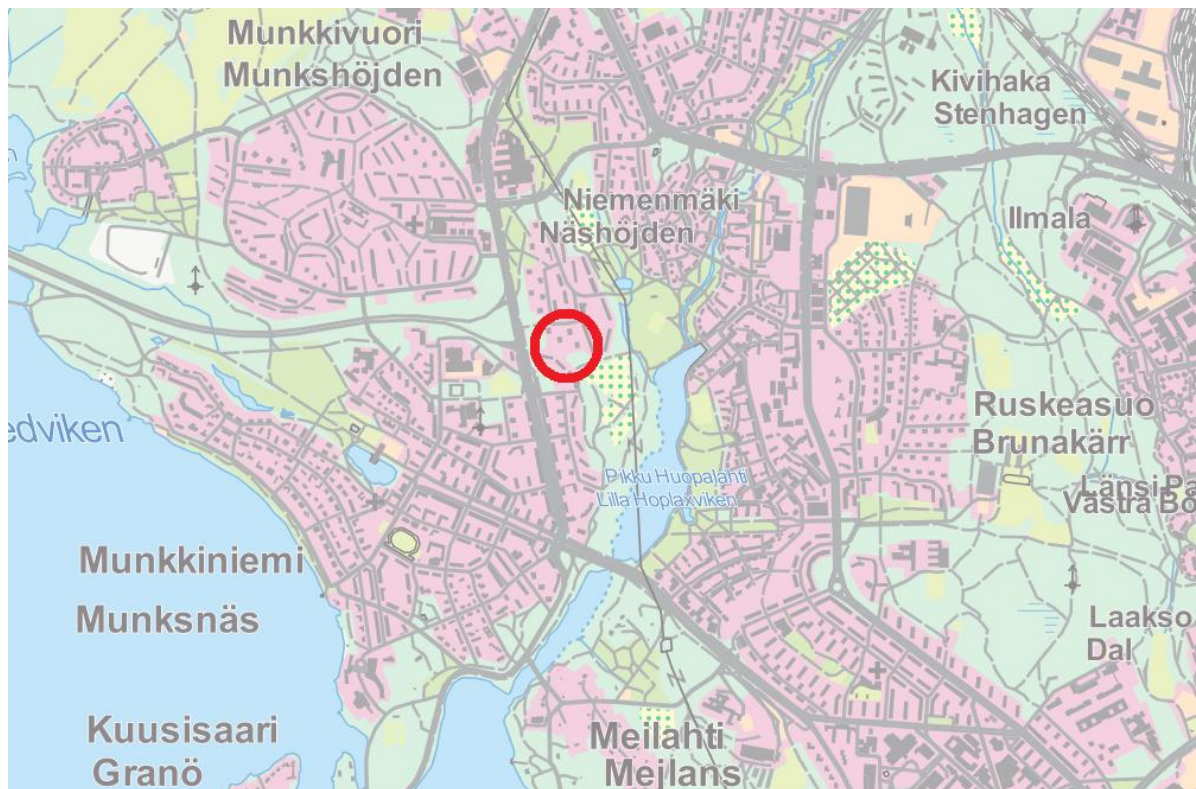 Munkkivuori
Munkshöjden
Kivihaka
Stenhagen
Niemenmäki
Näshöjden
Ilmala
Ruskeasuo
Brunakärr
edviken
Pikku Huopalahti
Lilla Hoplaxviken
Länsi Pa
Västra Bö
Munkkiniemi
Munksnäs
Laakso
Dal
Kuusisaari
Granö
Meilahti
Mejlans